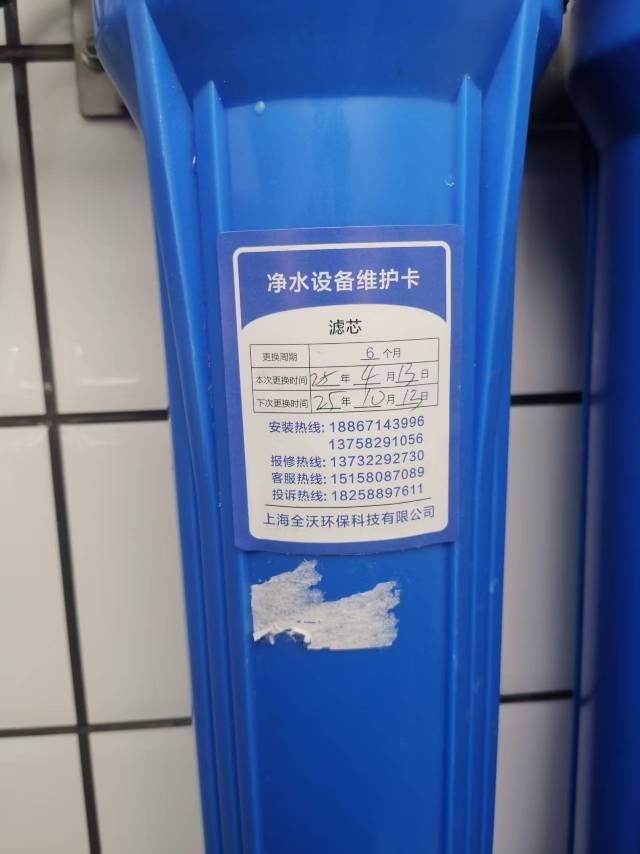 净水设备维护卡
滤芯
更换周期 6 个月
本次更换时间 25 年 4 月 13 日
下次更换时间 25 年 10 月 12 日
安装热线: 18867143996
13758291056
报修热线: 13732292730
客服热线: 15158087089
投诉热线: 18258897611
上海全沃环保科技有限公司